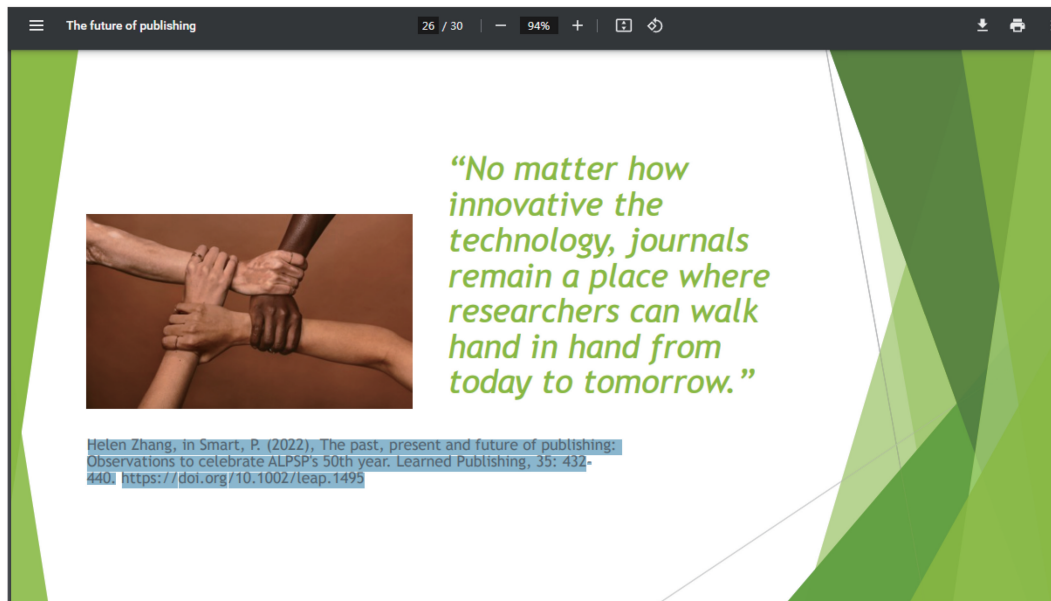 The future of publishing
26 / 30
94%
“No matter how
innovative the
technology, journals
remain a place where
researchers can walk
hand in hand from
today to tomorrow.”
Helen Zhang, in Smart, P. (2022), The past, present and future of publishing:
Observations to celebrate ALPSP's 50th year. Learned Publishing, 35: 432-
440. https://doi.org/10.1002/leap.1495